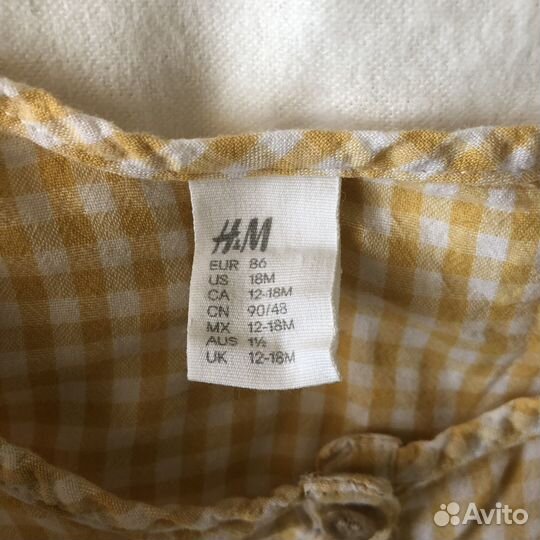 H&M
EUR 86
US 18M
CA 12-18M
CN 90/48
MX 12-18M
AUS 1½
UK 12-18M
Avito